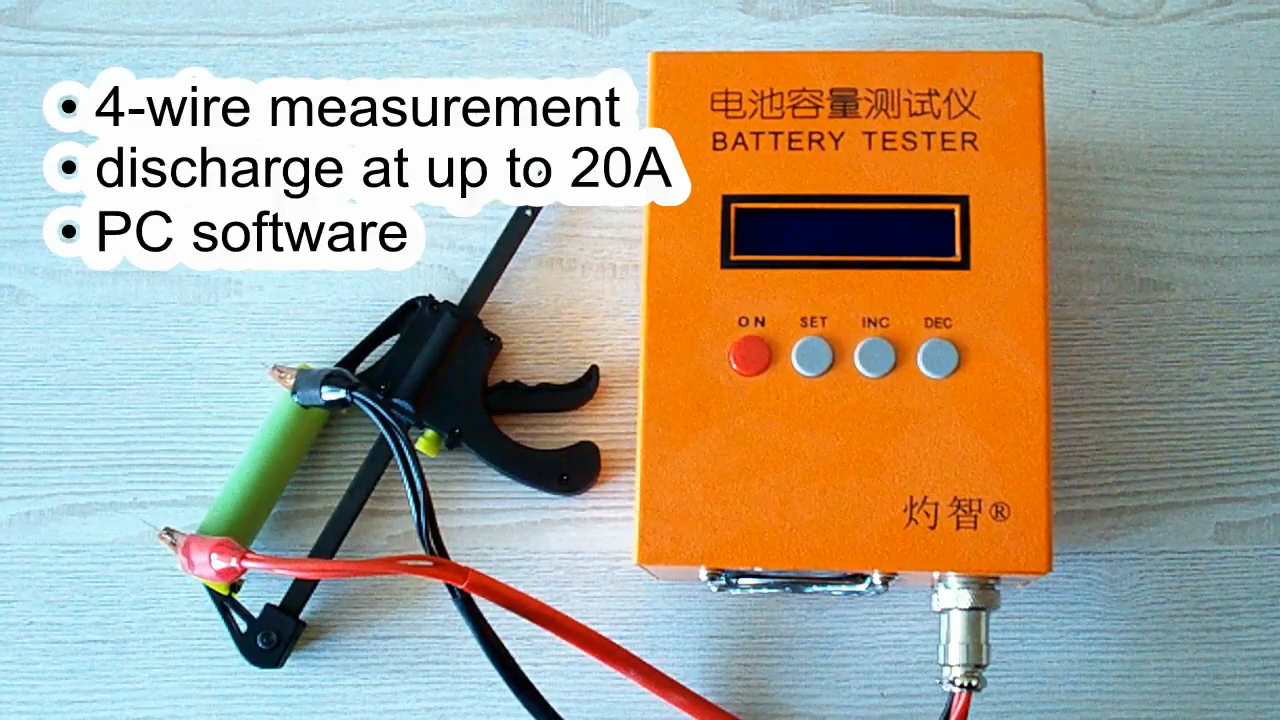 • 4-wire measurement
• discharge at up to 20A
• PC software
电池容量测试仪
BATTERY TESTER
ON SET INC DEC
灼智®